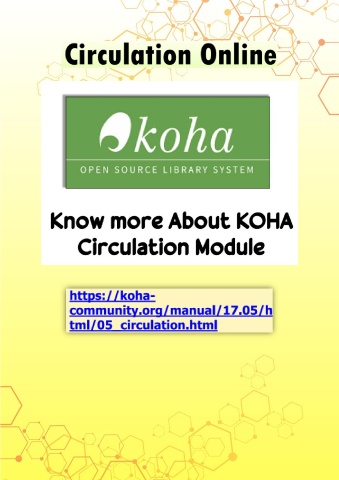 Circulation Online
koha
OPEN SOURCE LIBRARY SYSTEM
Know more About KOHA
Circulation Module
https://koha-
community.org/manual/17.05/h
tml/05_circulation.html